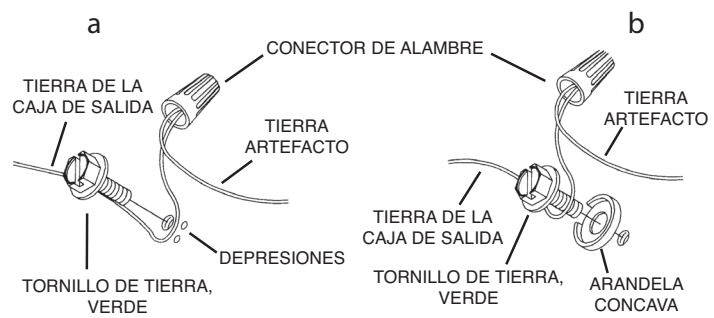 a
b
CONECTOR DE ALAMBRE
TIERRA DE LA
CAJA DE SALIDA
TIERRA
ARTEFACTO
DEPRESIONES
TORNILLO DE TIERRA,
VERDE
TIERRA
ARTEFACTO
TIERRA DE LA
CAJA DE SALIDA
TORNILLO DE TIERRA,
VERDE
ARANDELA
CONCAVA